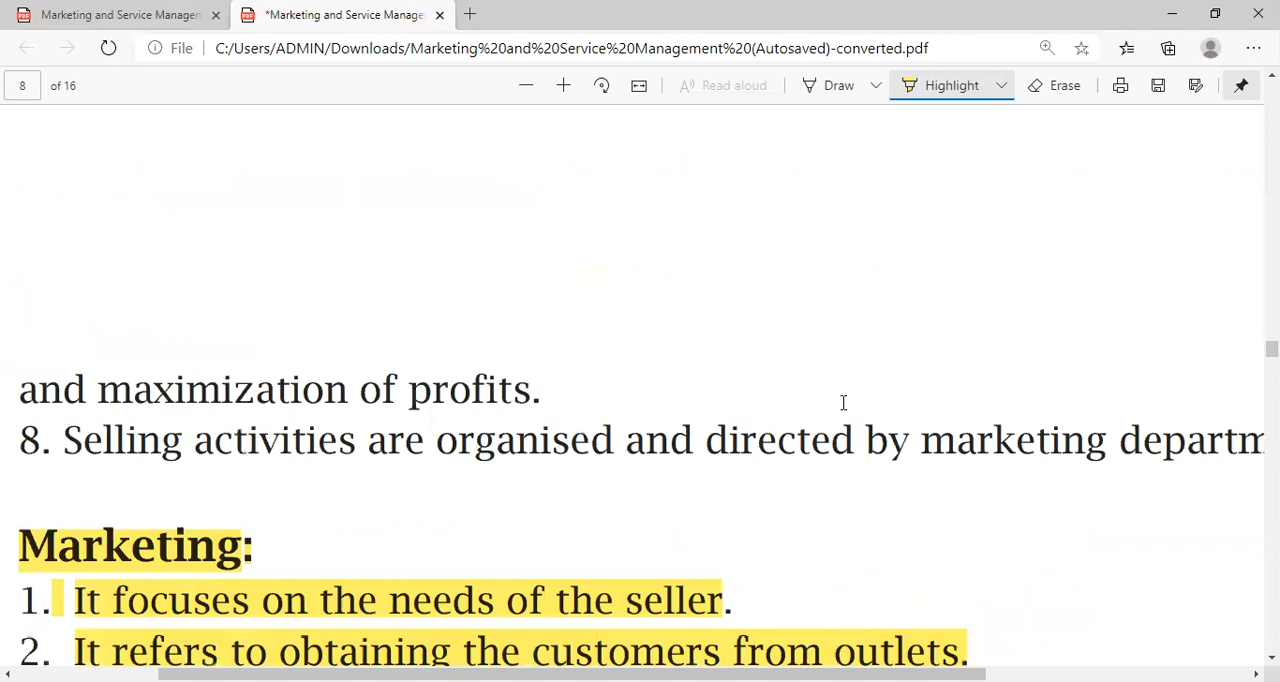 Marketing and Service Managem
*Marketing and Service Manage
File
C:/Users/ADMIN/Downloads/Marketing%20and%20Service%20Management%20(Autosaved)-converted.pdf
8 of 16
Read aloud
Draw
Highlight
Erase
and maximization of profits.
8. Selling activities are organised and directed by marketing departm
Marketing:
1. It focuses on the needs of the seller.
2. It refers to obtaining the customers from outlets.